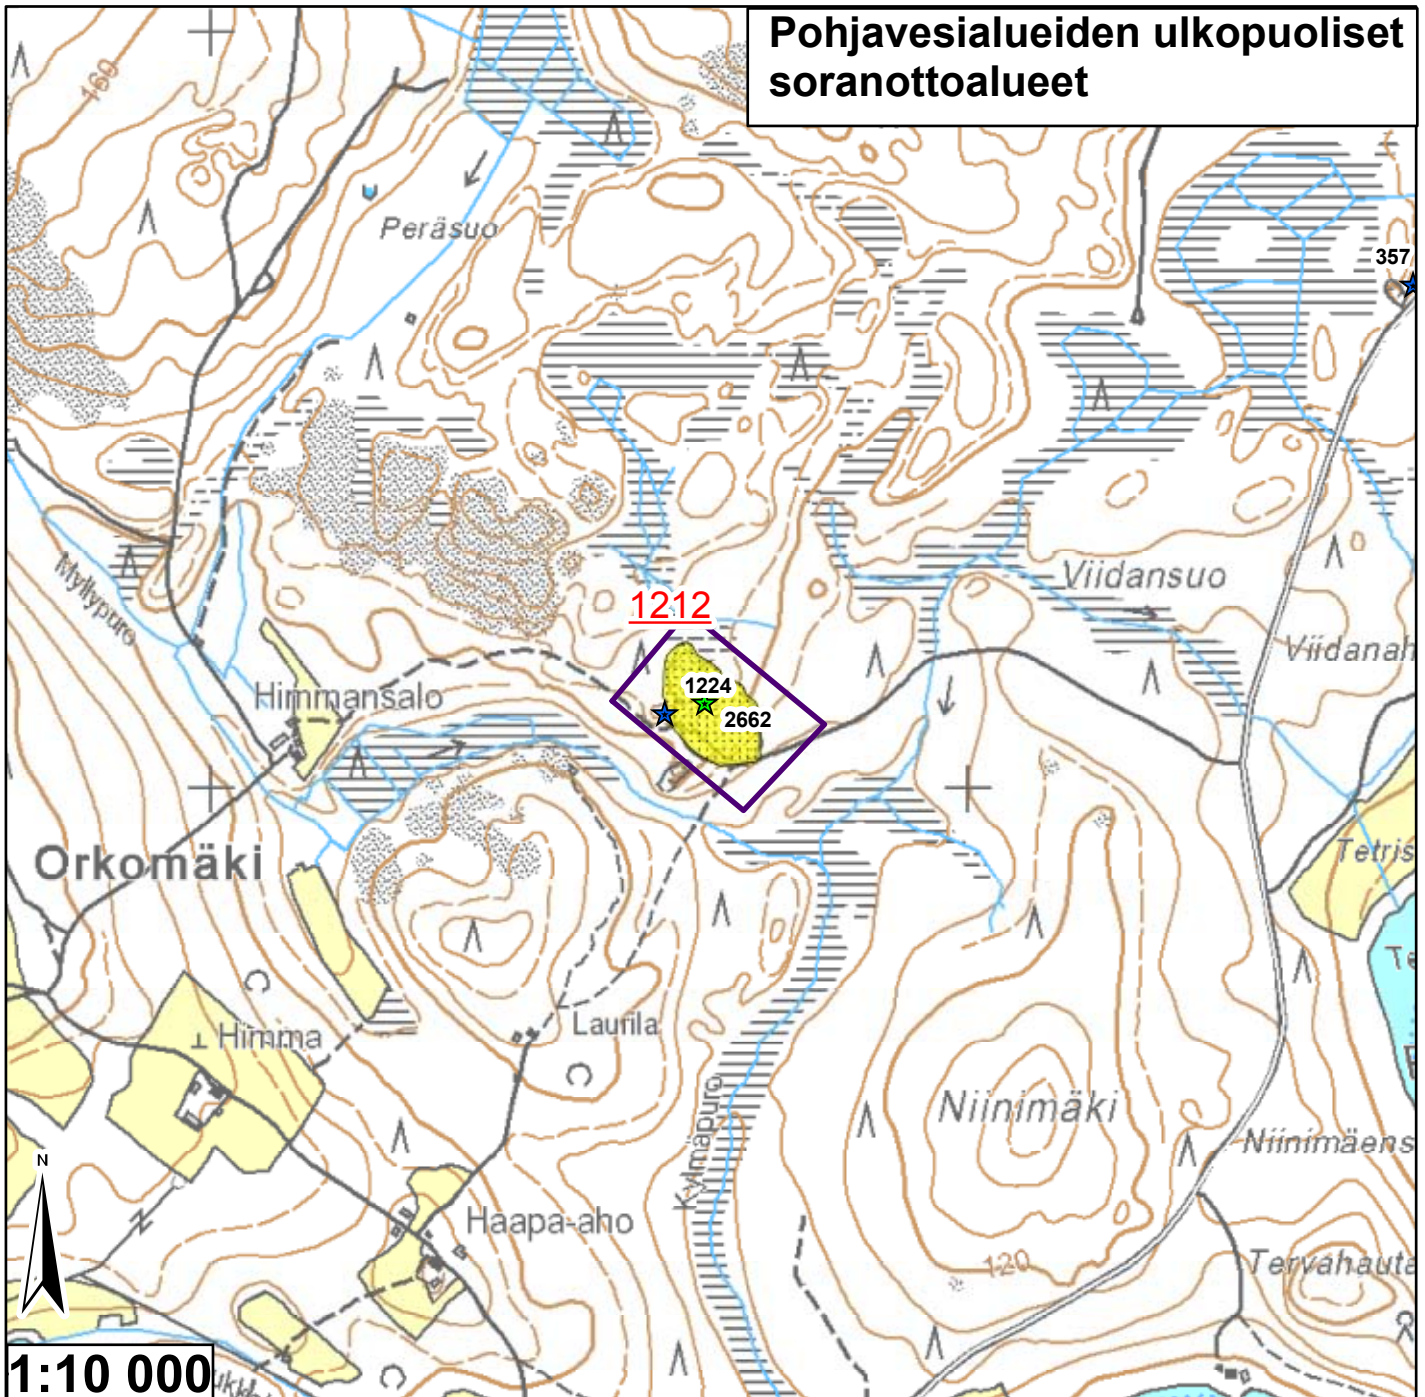 Pohjavesialueiden ulkopuoliset
soranottoalueet
160
Peräsuo
357
Myllypuro
Viidansuo
1212
Viidanah
Himmansalo
1224
2662
Orkomäki
Tetris
Te
Himma
Laurila
Niinimäki
Niinimäens
Kylmäpuro
Haapa-aho
120
Tervahauta
N
1:10 000